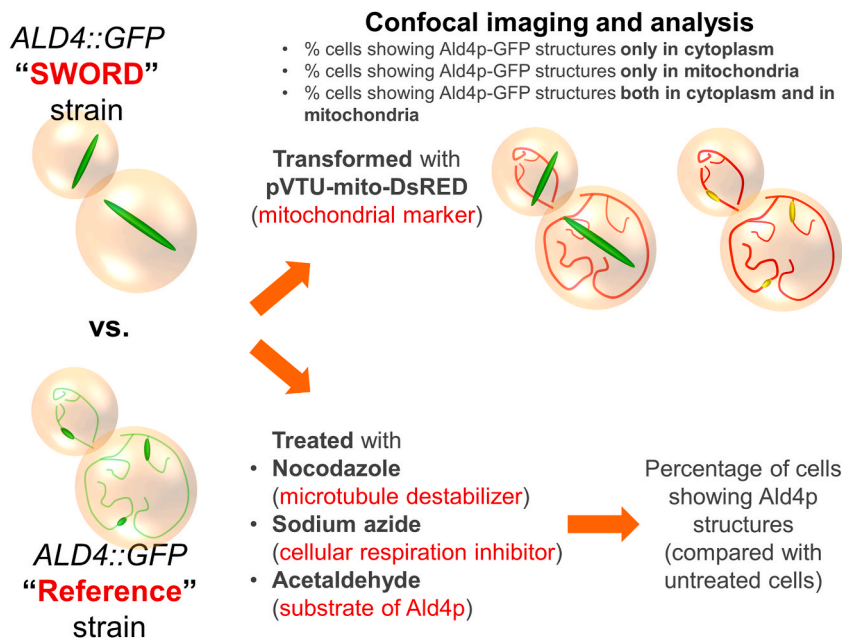 ALD4::GFP
“SWORD”
strain
vs.
ALD4::GFP
“Reference”
strain
Confocal imaging and analysis
• % cells showing Ald4p-GFP structures only in cytoplasm
• % cells showing Ald4p-GFP structures only in mitochondria
• % cells showing Ald4p-GFP structures both in cytoplasm and in
mitochondria
Transformed with
pVTU-mito-DsRED
(mitochondrial marker)
Treated with
• Nocodazole
(microtubule destabilizer)
• Sodium azide
(cellular respiration inhibitor)
• Acetaldehyde
(substrate of Ald4p)
Percentage of cells
showing Ald4p
structures
(compared with
untreated cells)